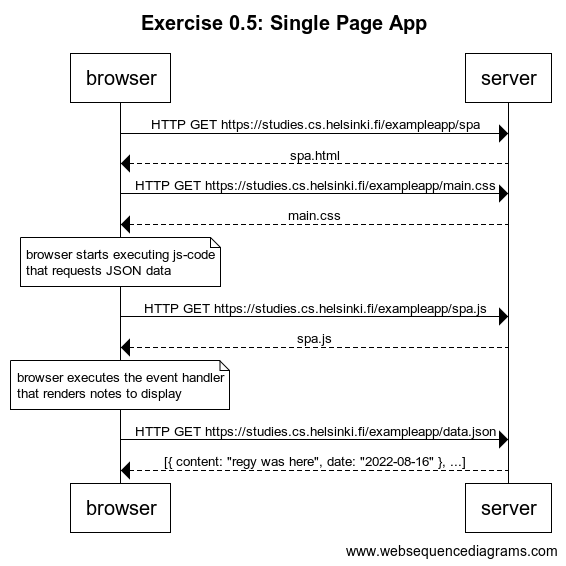 Exercise 0.5: Single Page App
browser
server
HTTP GET https://studies.cs.helsinki.fi/exampleapp/spa
spa.html
HTTP GET https://studies.cs.helsinki.fi/exampleapp/main.css
main.css
browser starts executing js-code
that requests JSON data
HTTP GET https://studies.cs.helsinki.fi/exampleapp/spa.js
spa.js
browser executes the event handler
that renders notes to display
HTTP GET https://studies.cs.helsinki.fi/exampleapp/data.json
[{ content: "regy was here", date: "2022-08-16" }, ...]
browser
server
www.websequencediagrams.com